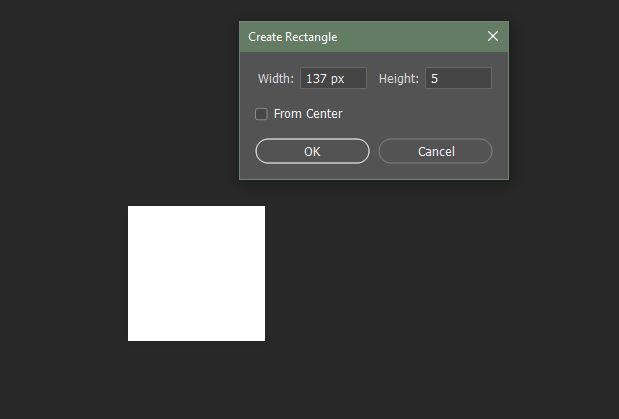 Create Rectangle
Width: 137 px Height: 5
From Center
OK Cancel